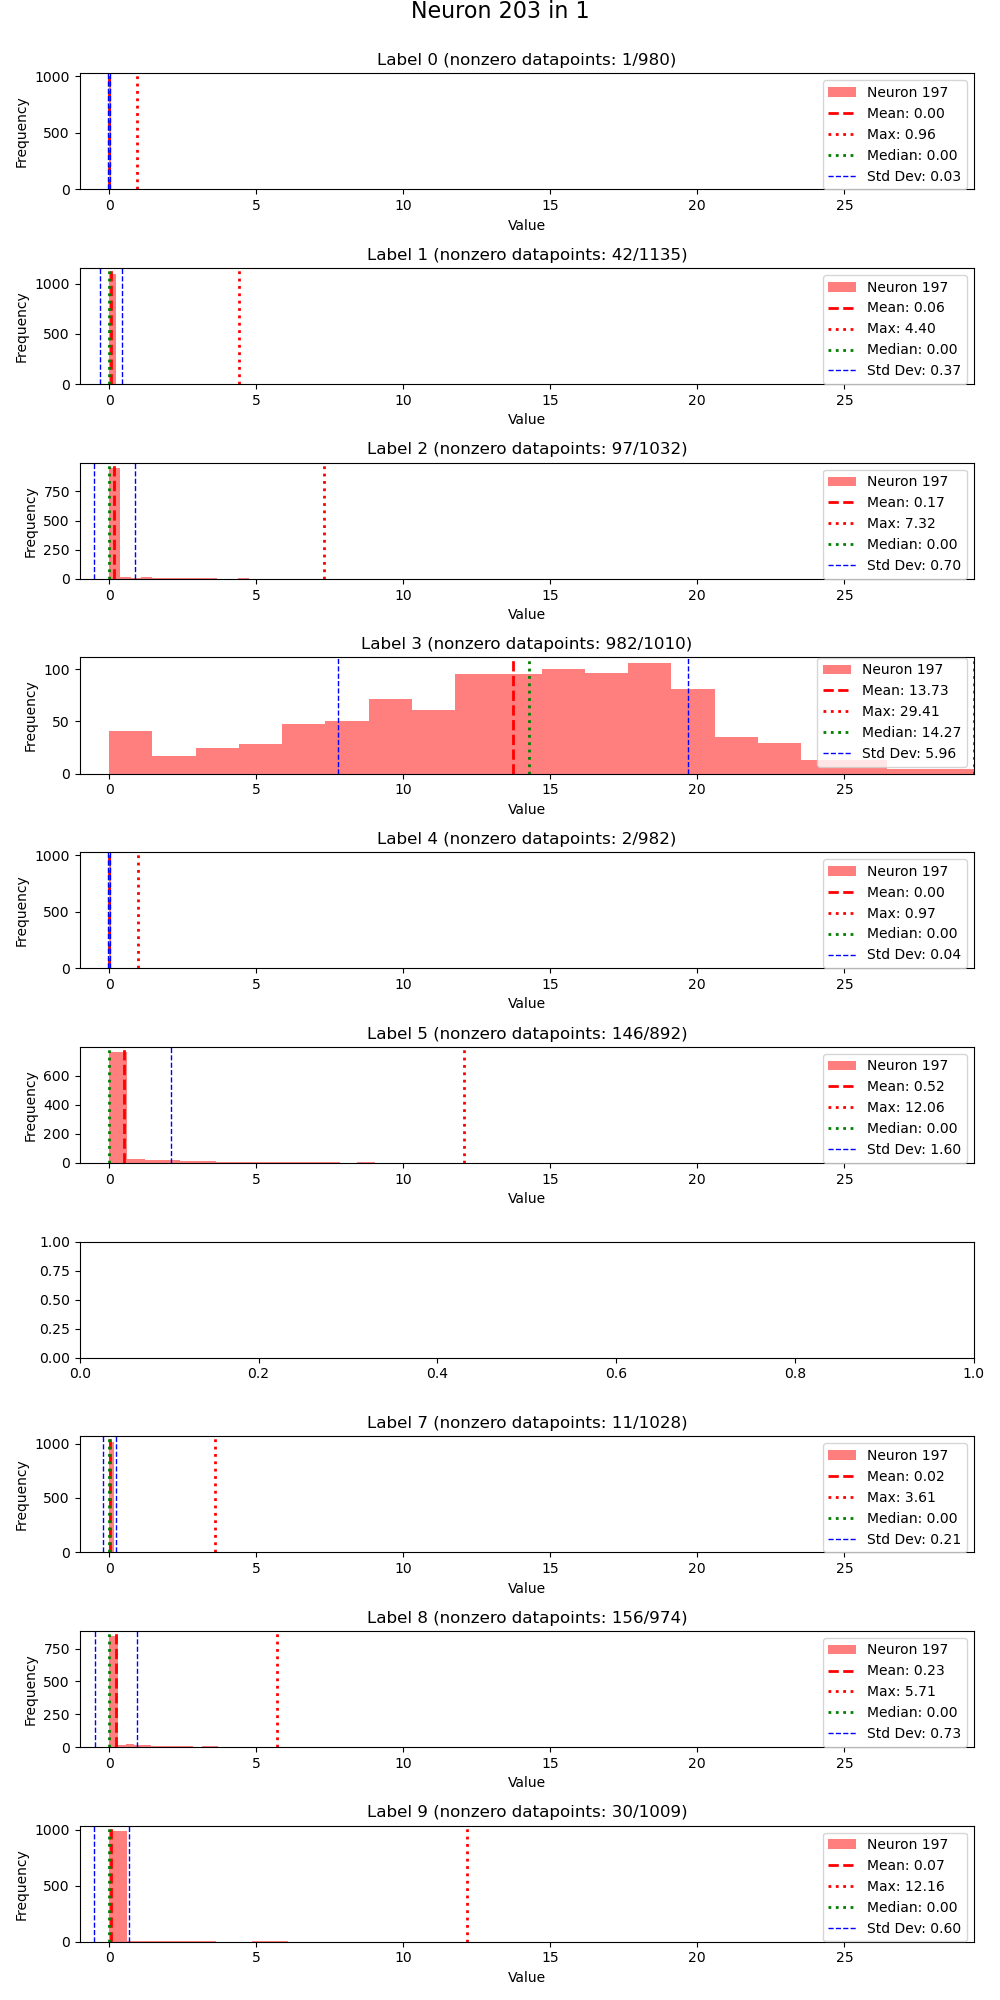 Neuron 203 in 1
Label 0 (nonzero datapoints: 1/980)
Frequency
1000
500
0
Neuron 197
Mean: 0.00
Max: 0.96
Median: 0.00
Std Dev: 0.03
0 5 10 15 20 25
Value
Label 1 (nonzero datapoints: 42/1135)
Frequency
1000
500
0
Neuron 197
Mean: 0.06
Max: 4.40
Median: 0.00
Std Dev: 0.37
0 5 10 15 20 25
Value
Label 2 (nonzero datapoints: 97/1032)
Frequency
750
500
250
0
Neuron 197
Mean: 0.17
Max: 7.32
Median: 0.00
Std Dev: 0.70
0 5 10 15 20 25
Value
Label 3 (nonzero datapoints: 982/1010)
Frequency
100
50
0
Neuron 197
Mean: 13.73
Max: 29.41
Median: 14.27
Std Dev: 5.96
0 5 10 15 20 25
Value
Label 4 (nonzero datapoints: 2/982)
Frequency
1000
500
0
Neuron 197
Mean: 0.00
Max: 0.97
Median: 0.00
Std Dev: 0.04
0 5 10 15 20 25
Value
Label 5 (nonzero datapoints: 146/892)
Frequency
600
400
200
0
Neuron 197
Mean: 0.52
Max: 12.06
Median: 0.00
Std Dev: 1.60
0 5 10 15 20 25
Value
1.00
0.75
0.50
0.25
0.00
0.0 0.2 0.4 0.6 0.8 1.0
Label 7 (nonzero datapoints: 11/1028)
Frequency
1000
500
0
Neuron 197
Mean: 0.02
Max: 3.61
Median: 0.00
Std Dev: 0.21
0 5 10 15 20 25
Value
Label 8 (nonzero datapoints: 156/974)
Frequency
750
500
250
0
Neuron 197
Mean: 0.23
Max: 5.71
Median: 0.00
Std Dev: 0.73
0 5 10 15 20 25
Value
Label 9 (nonzero datapoints: 30/1009)
Frequency
1000
500
0
Neuron 197
Mean: 0.07
Max: 12.16
Median: 0.00
Std Dev: 0.60
0 5 10 15 20 25
Value